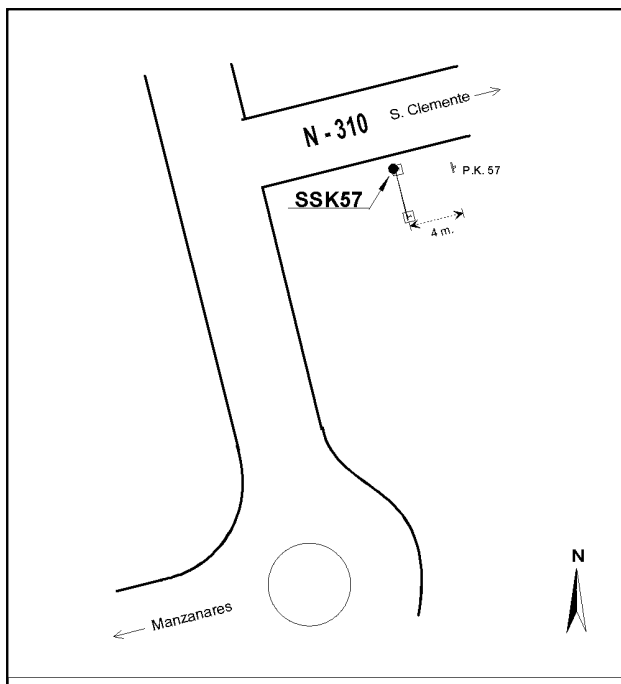 S. Clemente
N - 310
P.K. 57
SSK57
4 m.
N
Manzanares